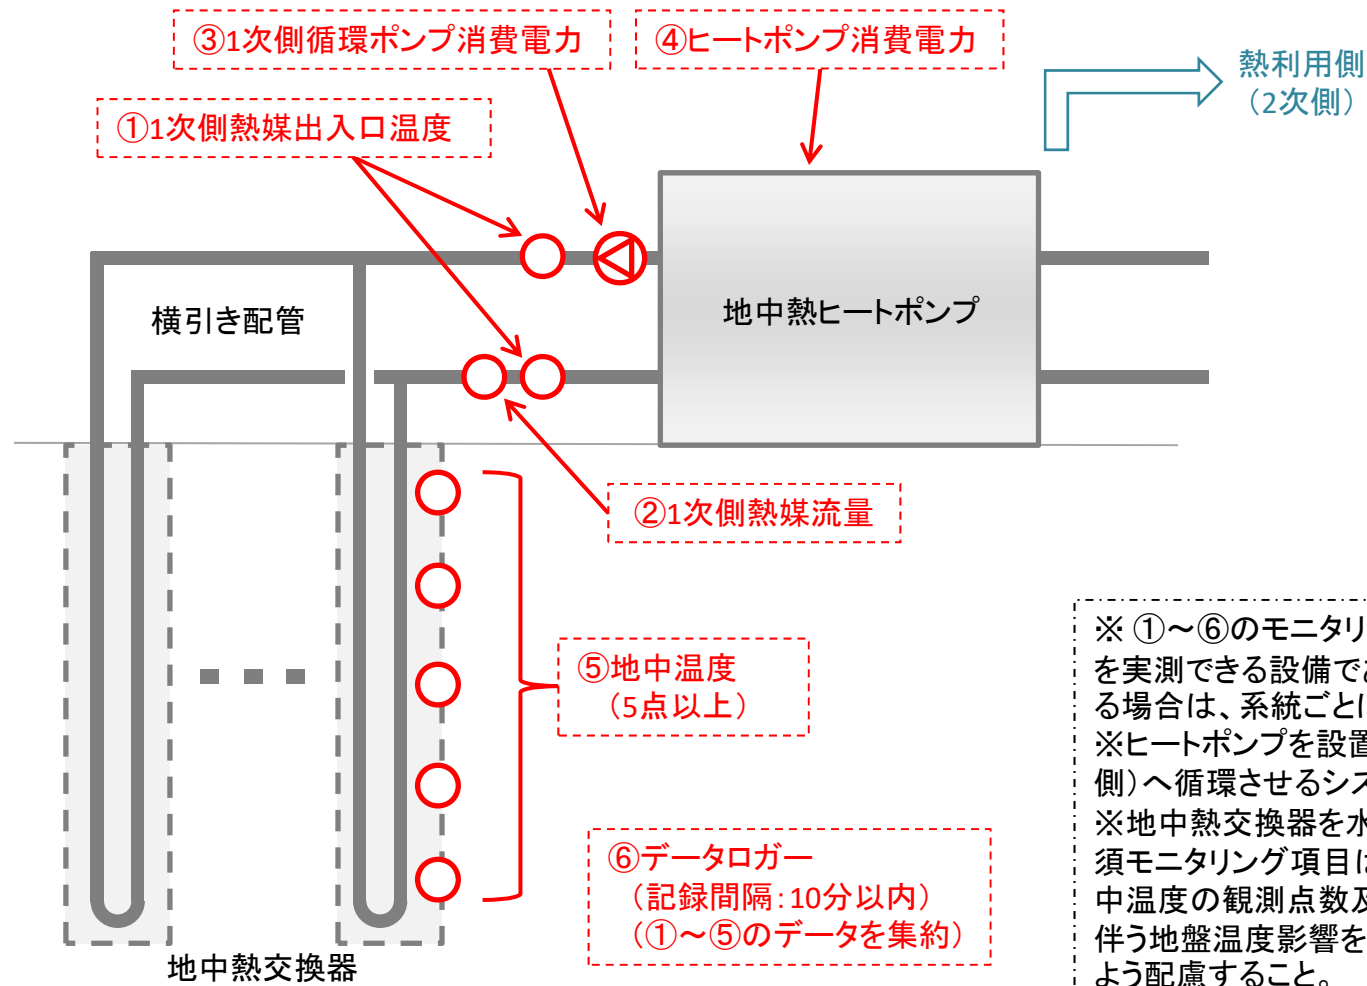 ③1次側循環ポンプ消費電力
④ヒートポンプ消費電力
熱利用側
（2次側）
①1次側熱媒出入口温度
横引き配管
地中熱ヒートポンプ
②1次側熱媒流量
⑤地中温度
（5点以上）
⑥データロガー
（記録間隔：10分以内）
（①～⑤のデータを集約）
地中熱交換器
※ ①～⑥のモニタリ
を実測できる設備であ
る場合は、系統ごとに
※ヒートポンプを設置
側）へ循環させるシス
※地中熱交換器を水
須モニタリング項目は
中温度の観測点数及
伴う地盤温度影響を
よう配慮すること。